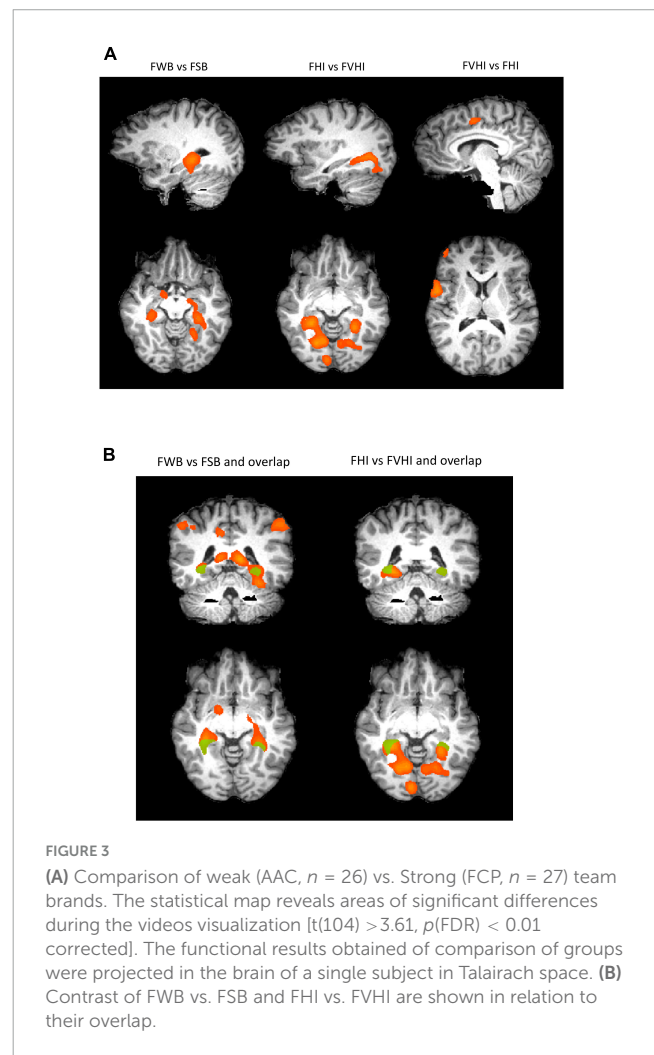 A
FWB vs FSB
FHI vs FVHI
FVHI vs FHI
B
FWB vs FSB and overlap
FHI vs FVHI and overlap
FIGURE 3
(A) Comparison of weak (AAC, n = 26) vs. Strong (FCP, n = 27) team
brands. The statistical map reveals areas of significant differences
during the videos visualization [t(104) >3.61, p(FDR) < 0.01
corrected]. The functional results obtained of comparison of groups
were projected in the brain of a single subject in Talairach space. (B)
Contrast of FWB vs. FSB and FHI vs. FVHI are shown in relation to
their overlap.